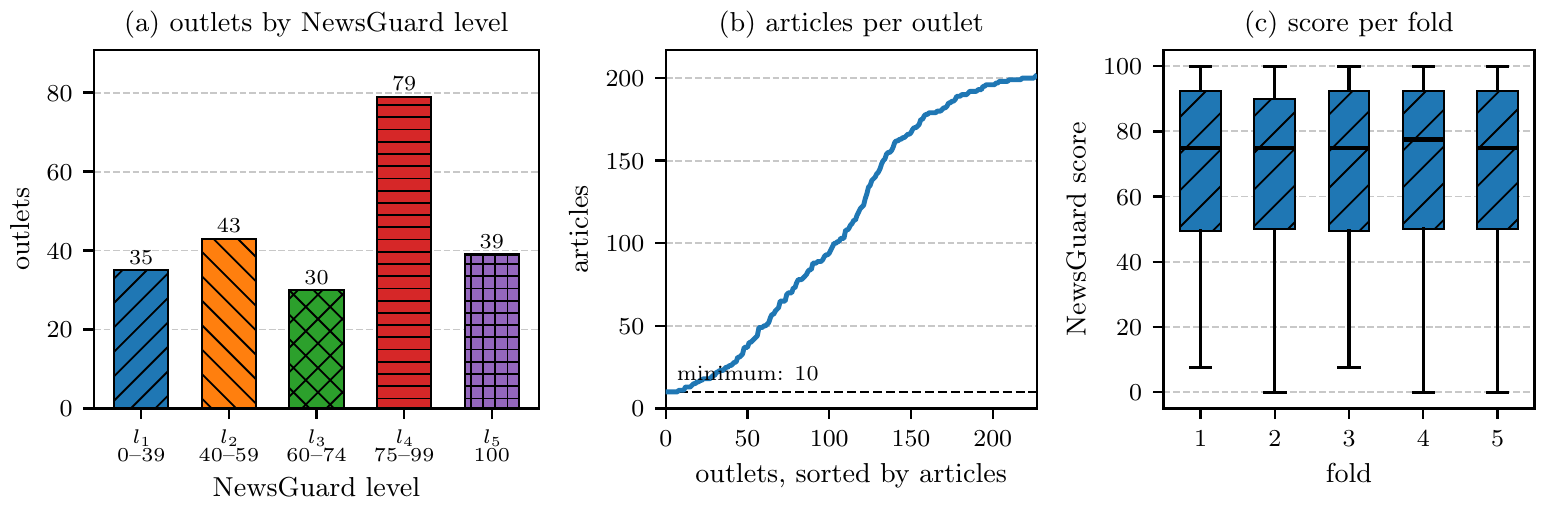 (a) outlets by NewsGuard level
outlets
80
60
40
20
0
35
43
30
79
39
l1
0–39
l2
40–59
l3
60–74
l4
75–99
l5
100
NewsGuard level
(b) articles per outlet
articles
200
150
100
50
0
minimum: 10
0 50 100 150 200
outlets, sorted by articles
(c) score per fold
NewsGuard score
100
80
60
40
20
0
1 2 3 4 5
fold